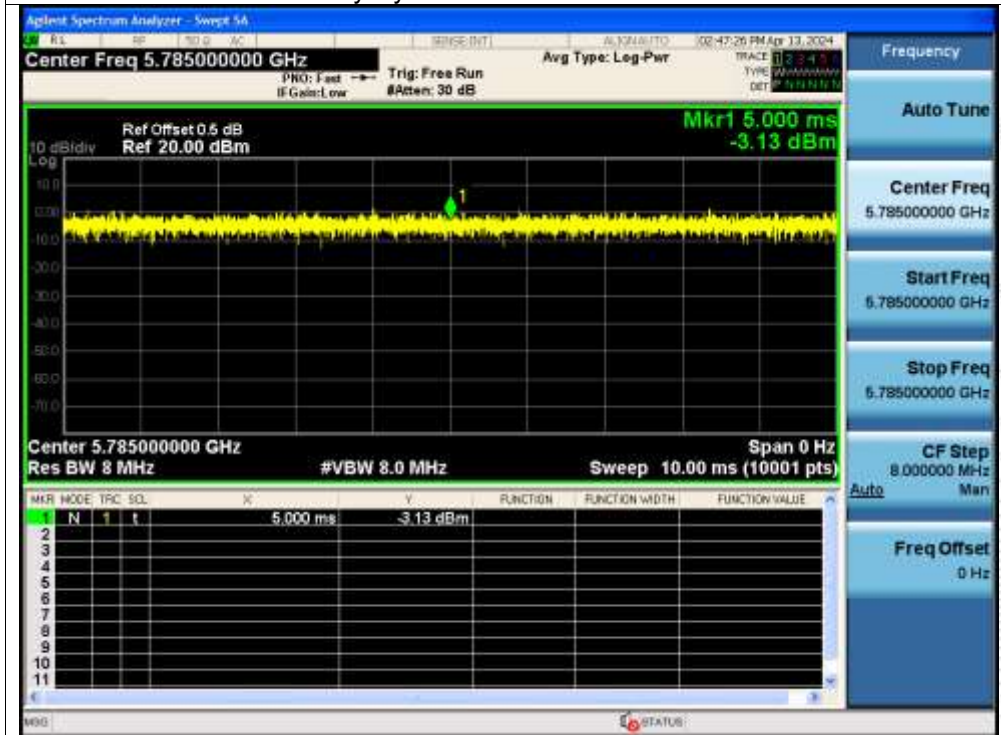 Agilent Spectrum Analyzer - Swept SA
RL RF 50 Ω AC SENSE:INT ALIGNAUTO 02:47:26 PM Apr 13, 2024
Center Freq 5.785000000 GHz
Avg Type: Log-Pwr
TRACE 1 2 3 4 5 6
PNO: Fast Trig: Free Run
TYPE
IFGain:Low #Atten: 30 dB
DET P N N N N N
Frequency
Auto Tune
Mkr1 5.000 ms
-3.13 dBm
Ref Offset 0.5 dB
10 dB/div Ref 20.00 dBm
Log
10.0
0.00
-10.0
-20.0
-30.0
-40.0
-50.0
-60.0
-70.0
1
Center Freq
5.785000000 GHz
Start Freq
5.785000000 GHz
Stop Freq
5.785000000 GHz
CF Step
8.000000 MHz
Auto Man
Freq Offset
0 Hz
Center 5.785000000 GHz Span 0 Hz
Res BW 8 MHz #VBW 8.0 MHz Sweep 10.00 ms (10001 pts)
MKR MODE TRC SCL X Y FUNCTION FUNCTION WIDTH FUNCTION VALUE
1 N 1 t 5.000 ms -3.13 dBm
2
3
4
5
6
7
8
9
10
11
MSG STATUS